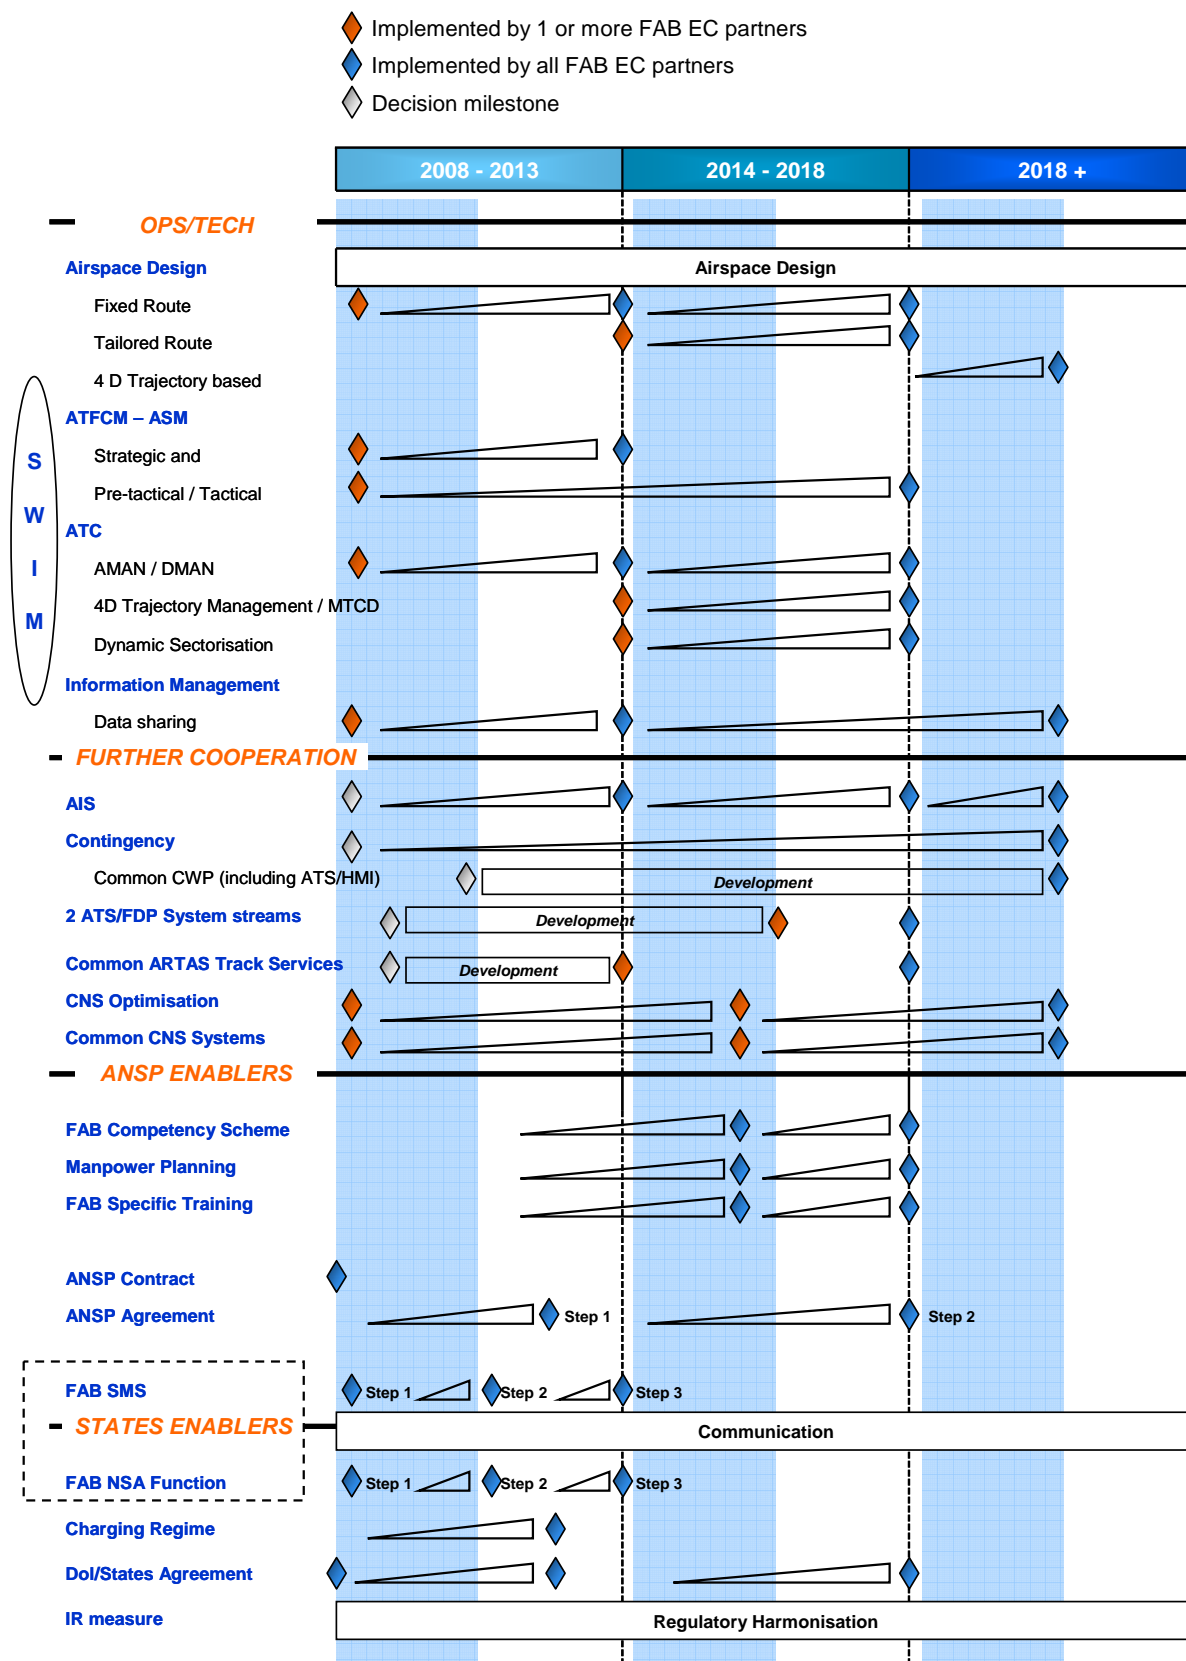 Implemented by 1 or more FAB EC partners
Implemented by all FAB EC partners
Decision milestone
2008 - 2013 2014 - 2018 2018 +
OPS/TECH
Airspace Design Airspace Design
Fixed Route
Tailored Route
4 D Trajectory based
ATFCM – ASM
Strategic and
Pre-tactical / Tactical
ATC
AMAN / DMAN
4D Trajectory Management / MTCD
Dynamic Sectorisation
Information Management
Data sharing
S
W
I
M
FURTHER COOPERATION
AIS
Contingency
Common CWP (including ATS/HMI) Development
2 ATS/FDP System streams Development
Common ARTAS Track Services Development
CNS Optimisation
Common CNS Systems
ANSP ENABLERS
FAB Competency Scheme
Manpower Planning
FAB Specific Training
ANSP Contract
ANSP Agreement Step 1 Step 2
FAB SMS Step 1 Step 2 Step 3
STATES ENABLERS Communication
FAB NSA Function Step 1 Step 2 Step 3
Charging Regime
DoI/States Agreement
IR measure Regulatory Harmonisation